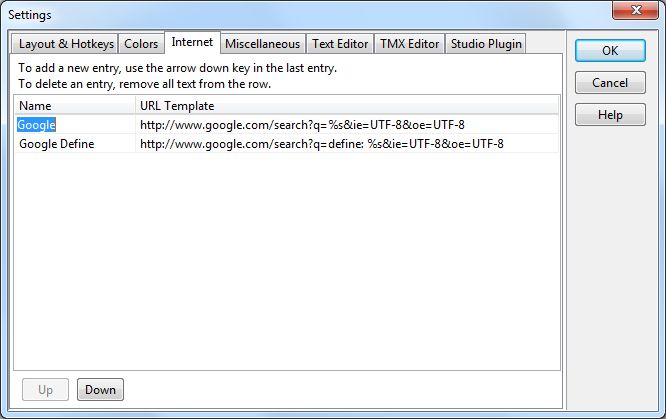 Settings
Layout & Hotkeys Colors Internet Miscellaneous Text Editor TMX Editor Studio Plugin
OK
To add a new entry, use the arrow down key in the last entry.
To delete an entry, remove all text from the row.
Cancel
Name URL Template
Help
Google http://www.google.com/search?q=%s&ie=UTF-8&oe=UTF-8
Google Define http://www.google.com/search?q=define: %s&ie=UTF-8&oe=UTF-8
Up Down